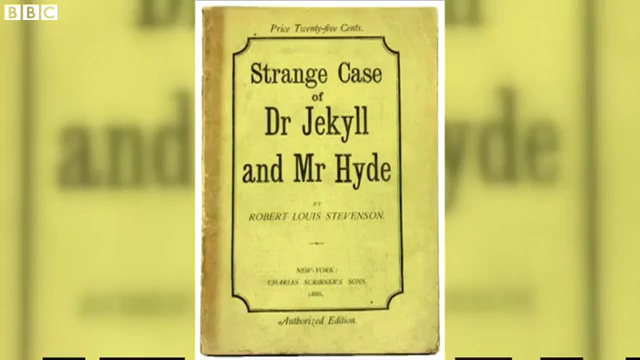 BBC
Price Twenty-five Cents.
Strange Case
of
Dr Jekyll
and Mr Hyde
BY
ROBERT LOUIS STEVENSON.
NEW-YORK:
CHARLES SCRIBNER'S SONS,
1886.
Authorized Edition.